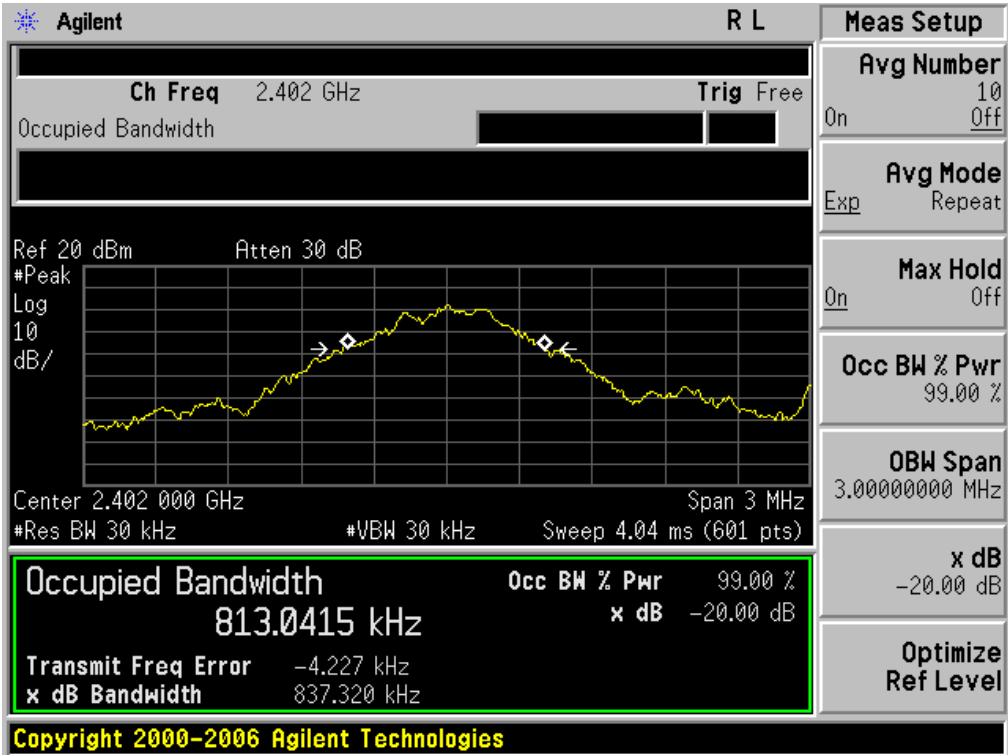 Agilent R L
Ch Freq 2.402 GHz Trig Free
Occupied Bandwidth
Ref 20 dBm Atten 30 dB
#Peak
Log
10
dB/
Center 2.402 000 GHz Span 3 MHz
#Res BW 30 kHz #VBW 30 kHz Sweep 4.04 ms (601 pts)
Occupied Bandwidth Occ BW % Pwr 99.00 %
813.0415 kHz x dB -20.00 dB
Transmit Freq Error -4.227 kHz
x dB Bandwidth 837.320 kHz
Copyright 2000-2006 Agilent Technologies
Meas Setup
Avg Number
10
On Off
Avg Mode
Exp Repeat
Max Hold
On Off
Occ BW % Pwr
99.00 %
OBW Span
3.00000000 MHz
x dB
-20.00 dB
Optimize
Ref Level